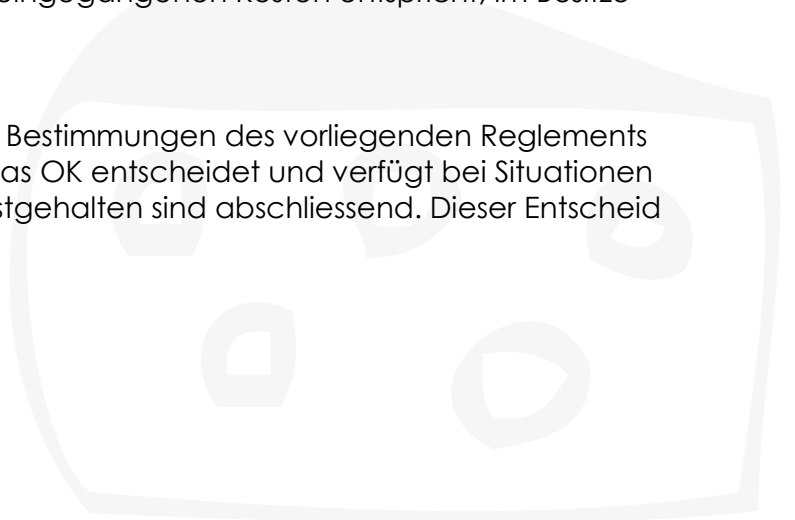 Bestimmungen des vorliegenden Reglements
as OK entscheidet und verfügt bei Situationen
stgehalten sind abschliessend. Dieser Entscheid